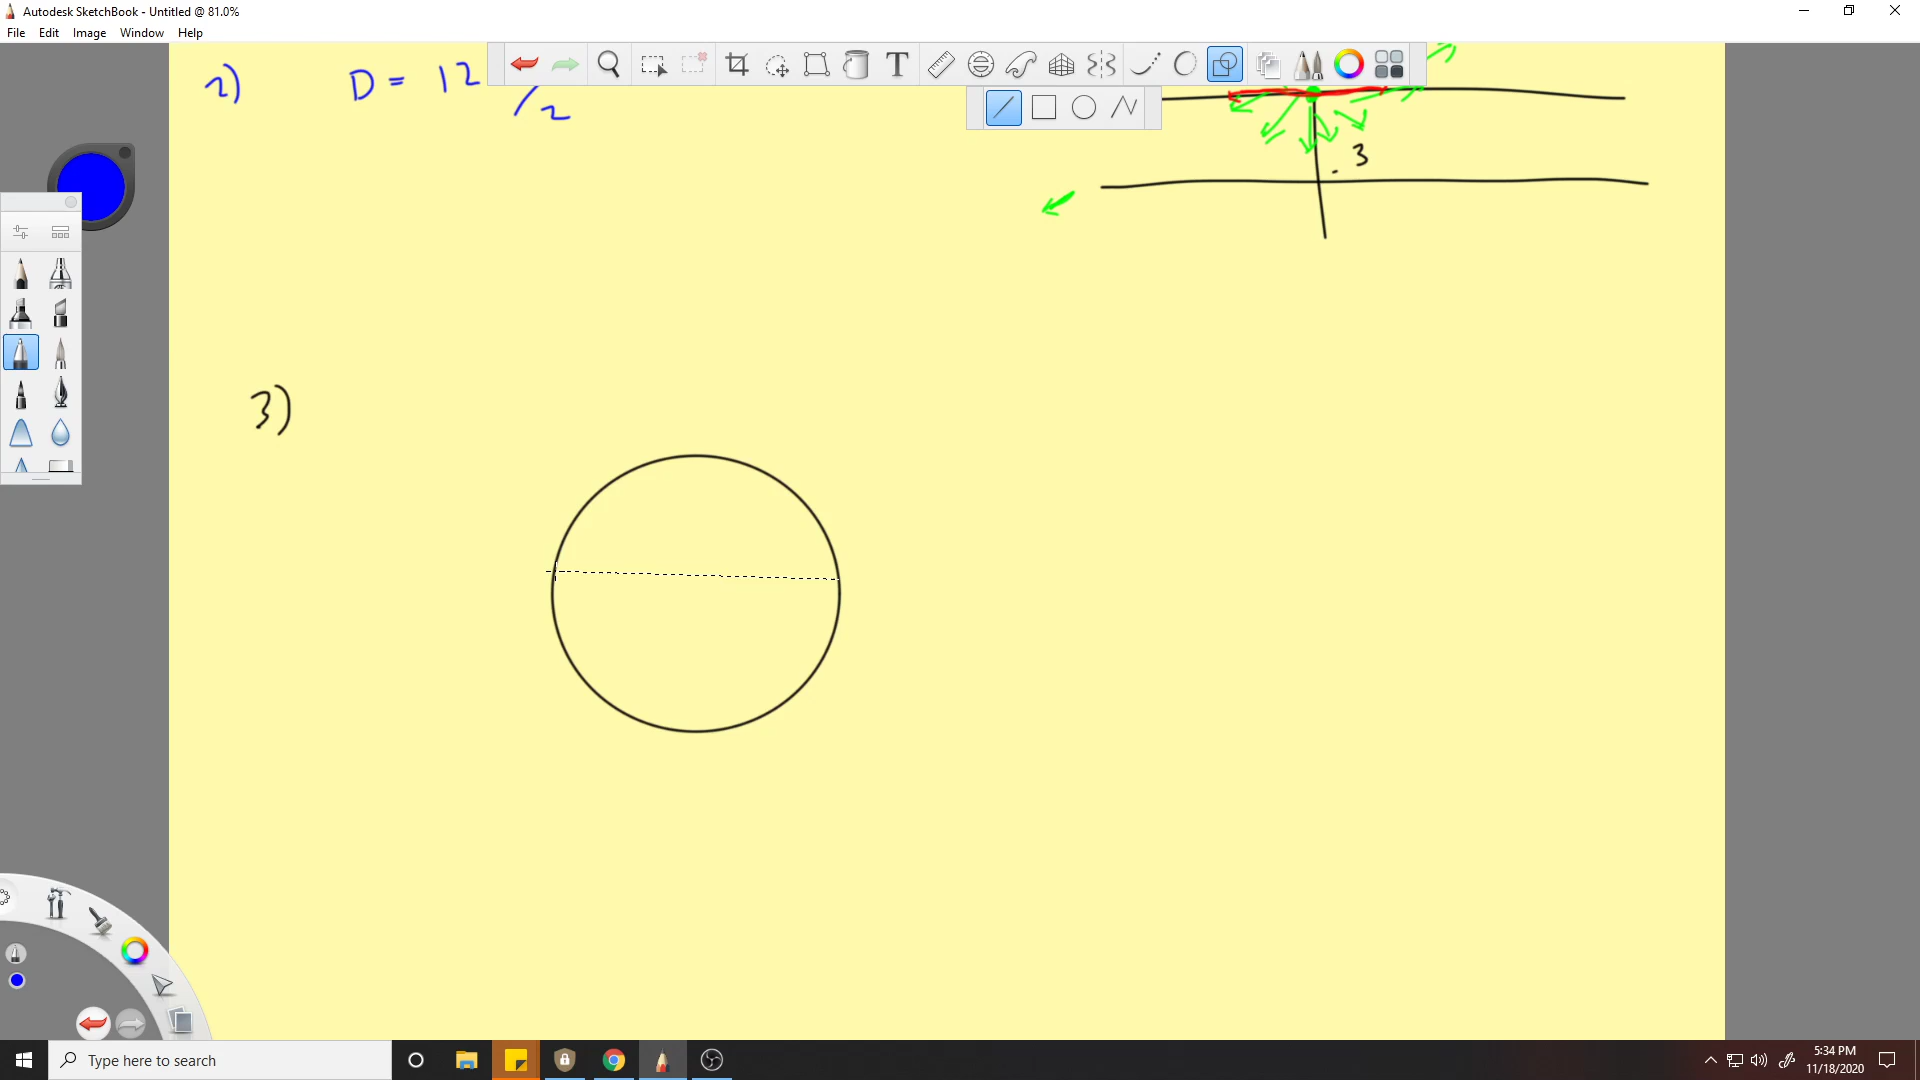 Autodesk SketchBook - Untitled @ 81.0%
File Edit Image Window Help
2) D = 12
/2
T
.3
3)
Type here to search
5:34 PM
11/18/2020